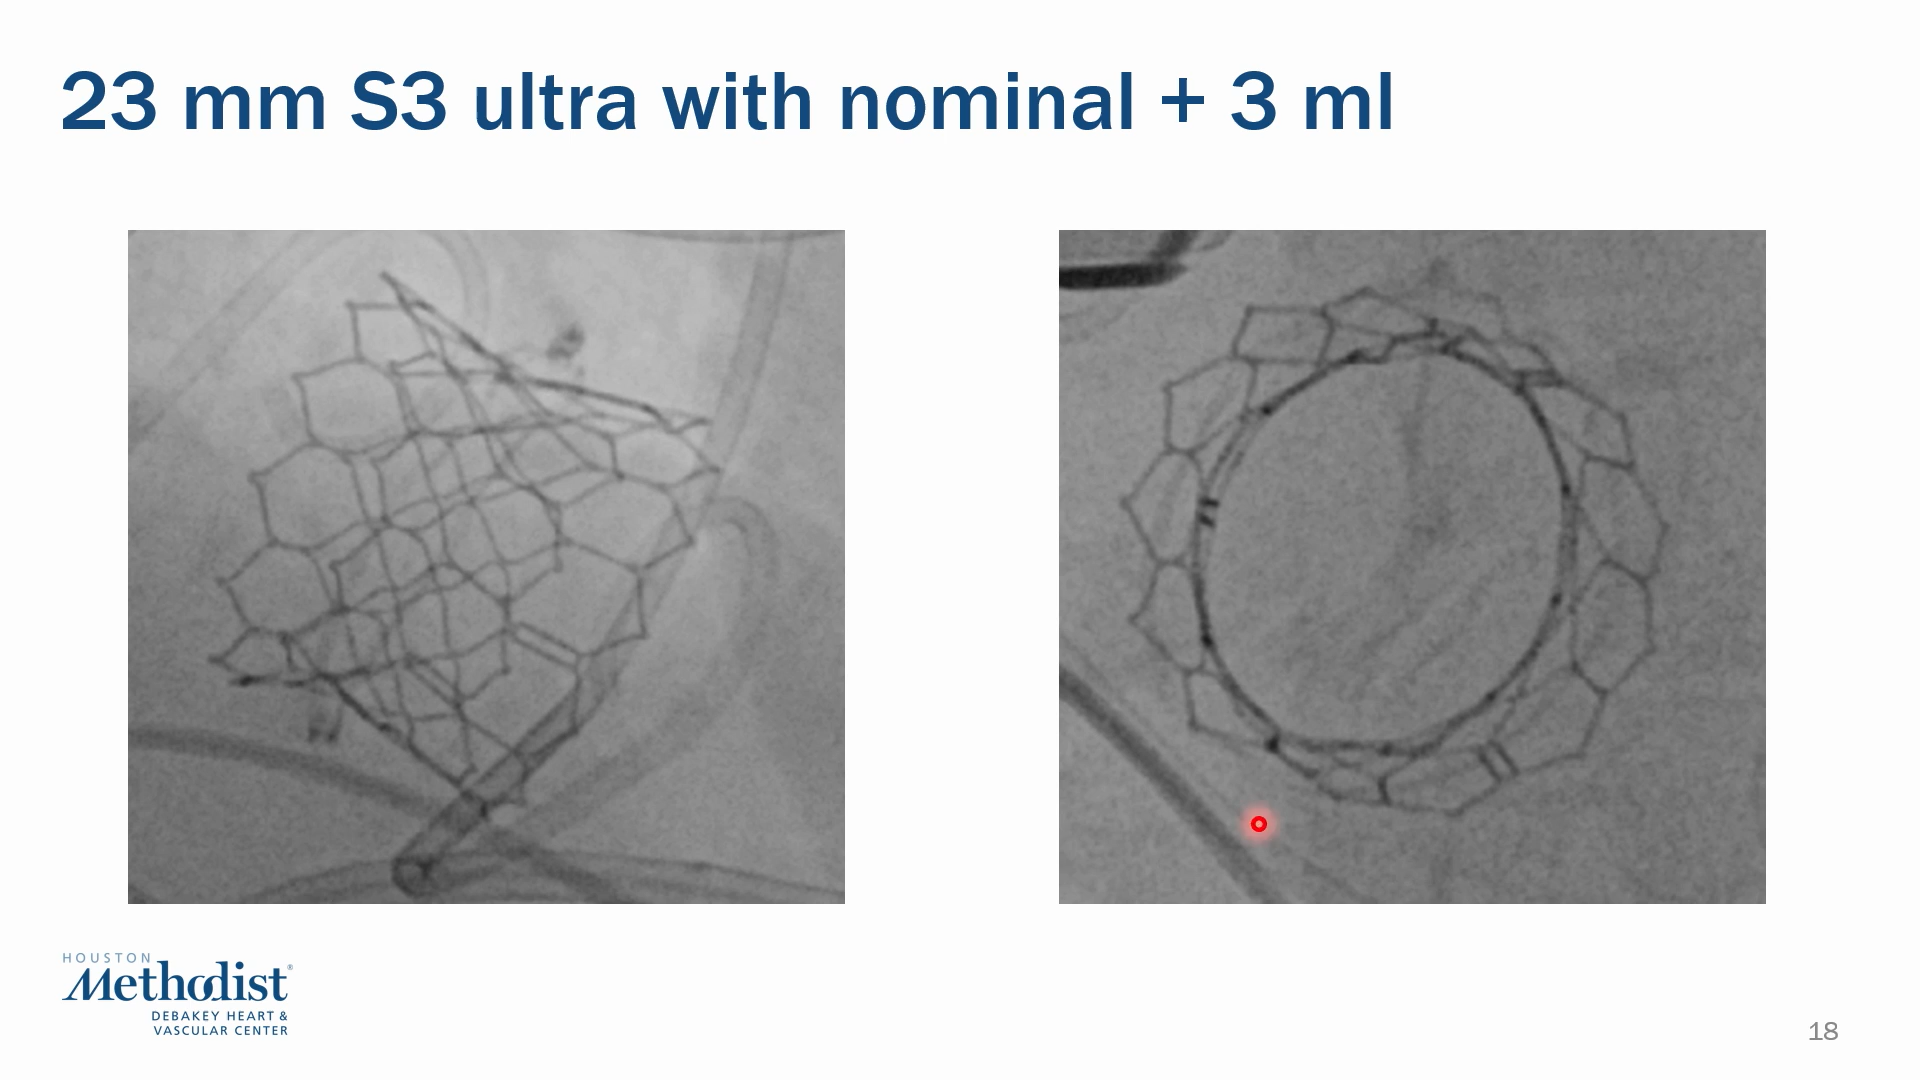 23 mm S3 ultra with nominal + 3 ml
HOUSTON
Methodist®
DEBAKEY HEART &
VASCULAR CENTER
18